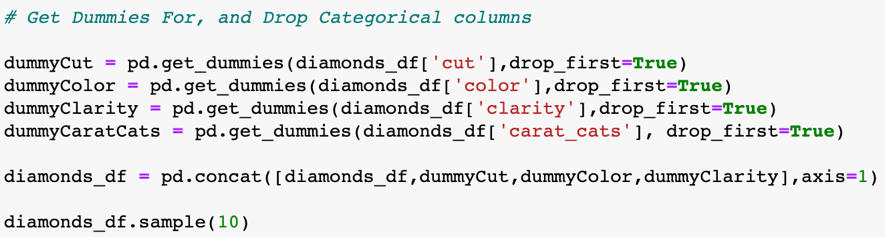 # Get Dummies For, and Drop Categorical columns
dummyCut = pd.get_dummies(diamonds_df['cut'],drop_first=True)
dummyColor = pd.get_dummies(diamonds_df['color'],drop_first=True)
dummyClarity = pd.get_dummies(diamonds_df['clarity'],drop_first=True)
dummyCaratCats = pd.get_dummies(diamonds_df['carat_cats'], drop_first=True)
diamonds_df = pd.concat([diamonds_df,dummyCut,dummyColor,dummyClarity],axis=1)
diamonds_df.sample(10)